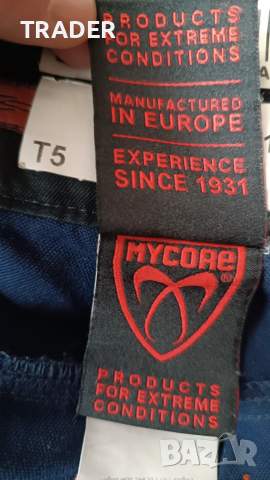 TRADER
PRODUCTS
FOR EXTREME
CONDITIONS
MANUFACTURED
IN EUROPE
T5
EXPERIENCE
SINCE 1931
MYCORE
PRODUCTS
FOR EXTREME
CONDITIONS
BAZAR